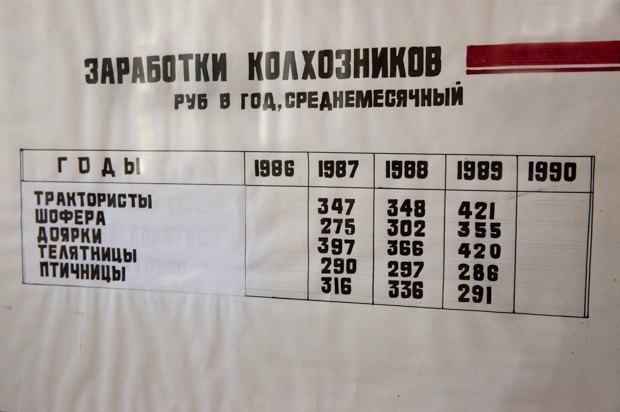 ЗАРАБОТКИ КОЛХОЗНИКОВ
РУБ В ГОД, СРЕДНЕМЕСЯЧНЫЙ
ГОДЫ 1986 1987 1988 1989 1990
ТРАКТОРИСТЫ 347 348 421
ШОФЕРА 275 302 355
ДОЯРКИ 397 366 420
ТЕЛЯТНИЦЫ 290 297 286
ПТИЧНИЦЫ 316 336 291